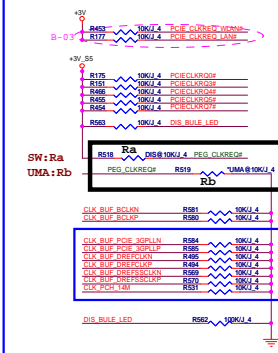 +3V
R453 10K/J_4 PCIE_CLKREQ_WLAN#
B-03 R177 10K/J_4 PCIE_CLKREQ_LAN#
+3V_S5
R175 10K/J_4 PCIECLKRQ0#
R164 10K/J_4 PCIECLKRQ3#
R466 10K/J_4 PCIECLKRQ4#
R455 10K/J_4 PCIECLKRQ5#
R454 10K/J_4 PCIECLKRQ7#
R563 10K/J_4 DIS_BULE_LED
Ra
SW:Ra R518 DIS@10K/J_4 PEG_CLKREQ#
UMA:Rb PEG_CLKREQ# R519 *UMA@10K/J_4
Rb
CLK_BUF_BCLKN R581 10K/J_4
CLK_BUF_BCLKP R580 10K/J_4
CLK_BUF_PCIE_3GPLLN R584 10K/J_4
CLK_BUF_PCIE_3GPLLP R585 10K/J_4
CLK_BUF_DREFCLKN R495 10K/J_4
CLK_BUF_DREFCLKP R494 10K/J_4
CLK_BUF_DREFSSCLKN R569 10K/J_4
CLK_BUF_DREFSSCLKP R570 10K/J_4
CLK_PCH_14M R531 10K/J_4
DIS_BULE_LED R562 100K/J_4